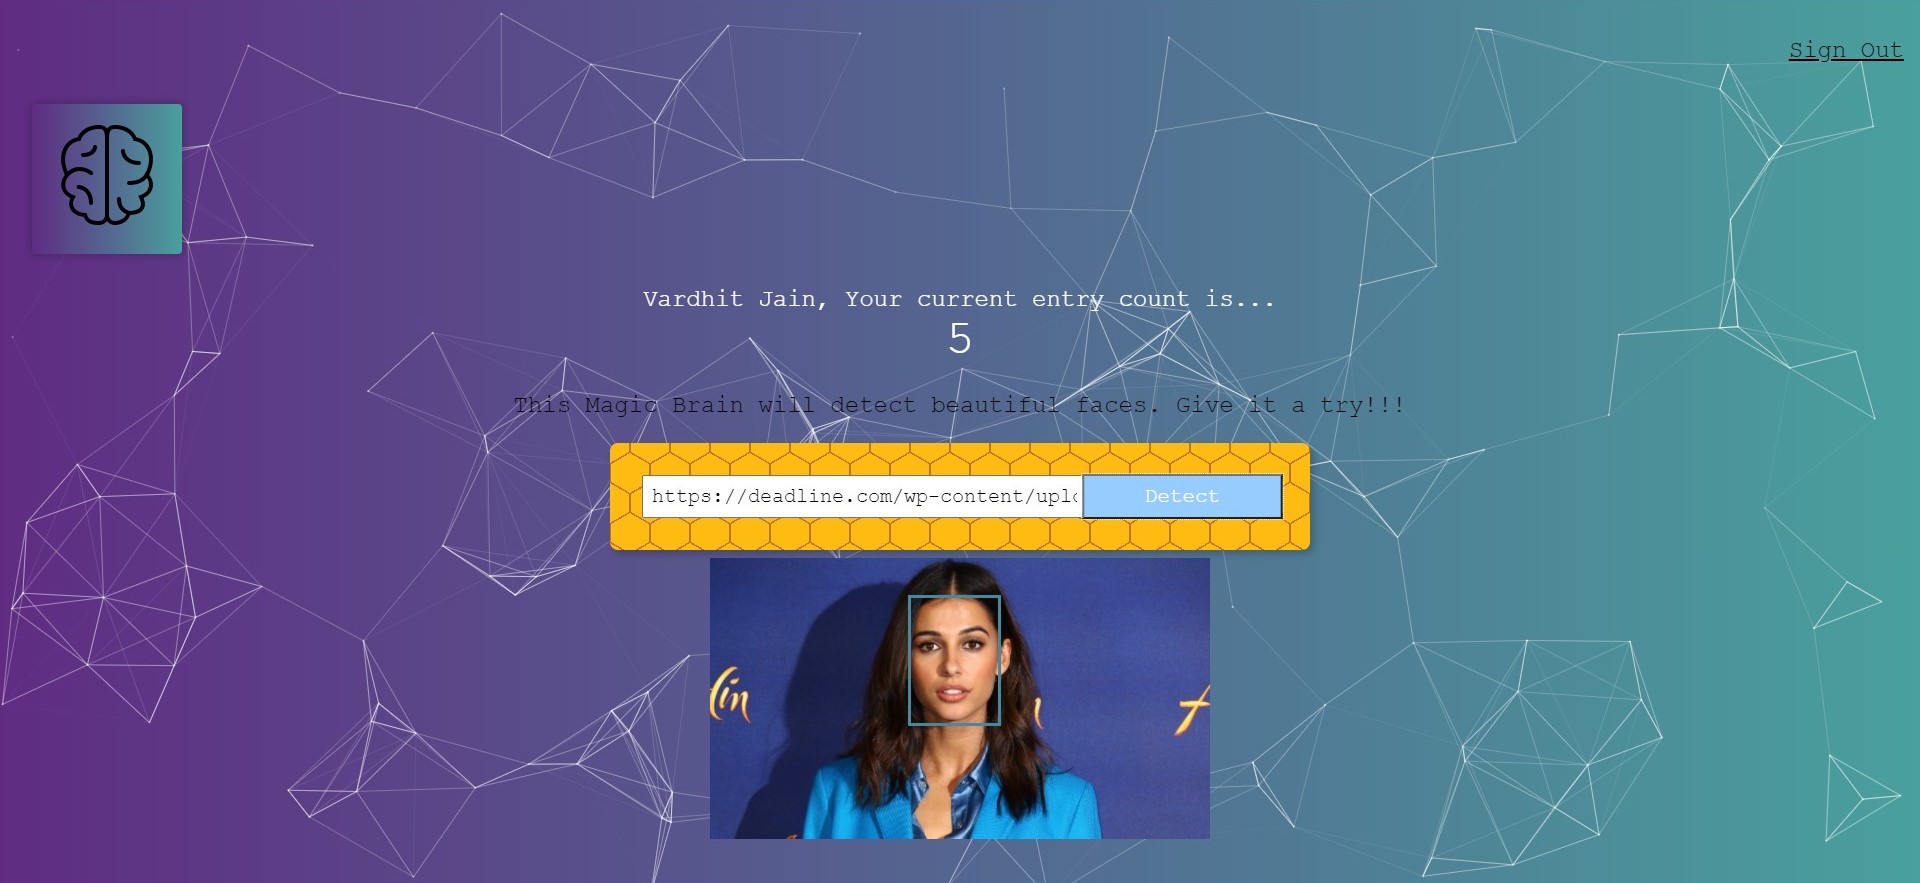 Sign Out
Vardhit Jain, Your current entry count is...
5
This Magic Brain will detect beautiful faces. Give it a try!!!
https://deadline.com/wp-content/uplo
Detect